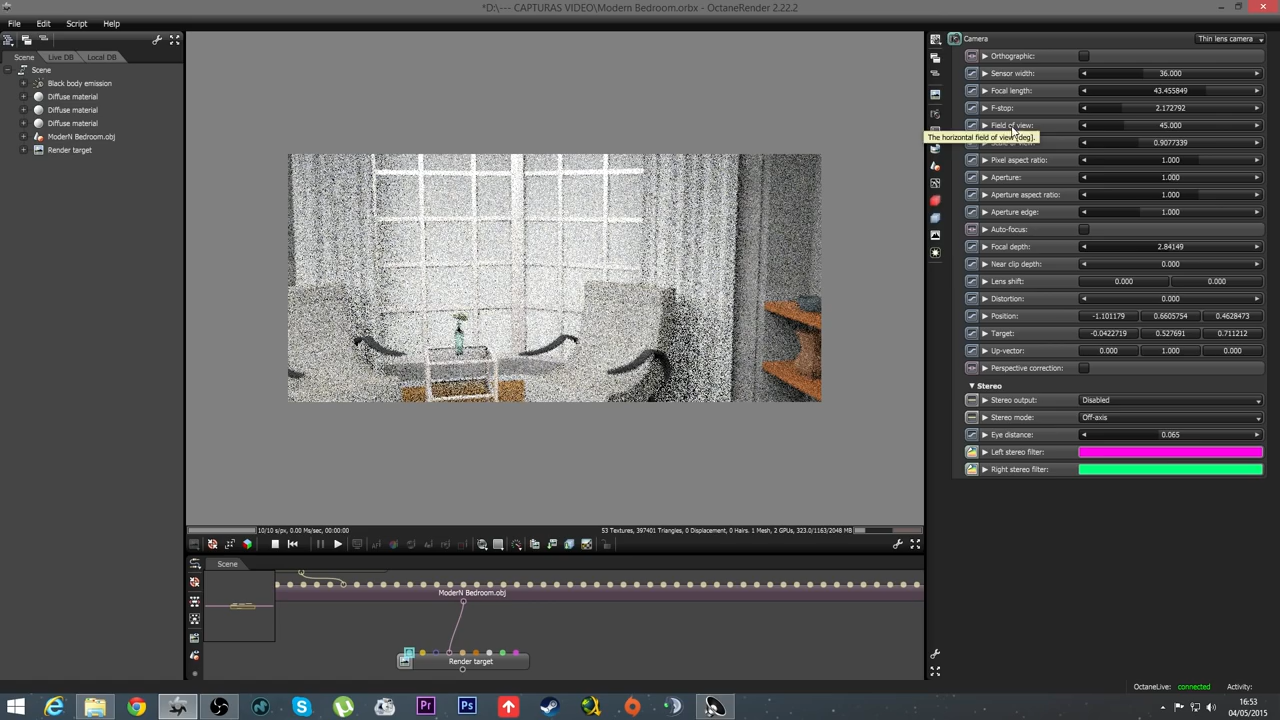 *D:\--- CAPTURAS VIDEO\Modern Bedroom.orbx - OctaneRender 2.22.2
File Edit Script Help
Scene Live DB Local DB
Scene
Black body emission
Diffuse material
Diffuse material
Diffuse material
ModerN Bedroom.obj
Render target
Camera Thin lens camera
Orthographic:
Sensor width: 36.000
Focal length: 43.455849
F-stop: 2.172792
Field of view: 45.000
The horizontal field of view [deg].
0.9077339
Pixel aspect ratio: 1.000
Aperture: 1.000
Aperture aspect ratio: 1.000
Aperture edge: 1.000
Auto-focus:
Focal depth: 2.84149
Near clip depth: 0.000
Lens shift: 0.000 0.000
Distortion: 0.000
Position: -1.101179 0.6605754 0.4628473
Target: -0.0422719 0.527691 0.711212
Up-vector: 0.000 1.000 0.000
Perspective correction:
Stereo
Stereo output: Disabled
Stereo mode: Off-axis
Eye distance: 0.065
Left stereo filter:
Right stereo filter:
10/10 s/px, 0.00 Ms/sec, 00:00:00
53 Textures, 397401 Triangles, 0 Displacement, 0 Hairs. 1 Mesh, 2 GPUs, 320.3/1163/2048 MB
Scene
ModerN Bedroom.obj
Render target
OctaneLive: connected Activity:
Pr Ps
16:53
04/05/2015